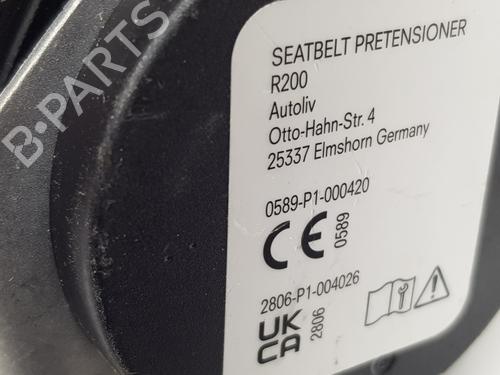 B-PARTS
SEATBELT PRETENSIONER
R200
Autoliv
Otto-Hahn-Str. 4
25337 Elmshorn Germany
0589-P1-000420
CE 0589
2806-P1-004026
UK
CA 2806